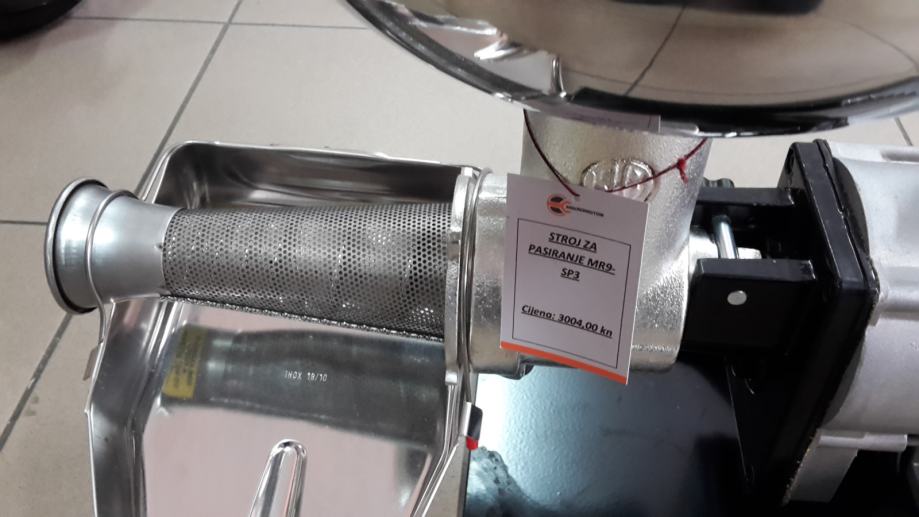 STROJ ZA
PASIRANJE MR9-
SP3
Cijena: 3004,00 kn
INOX 18/10